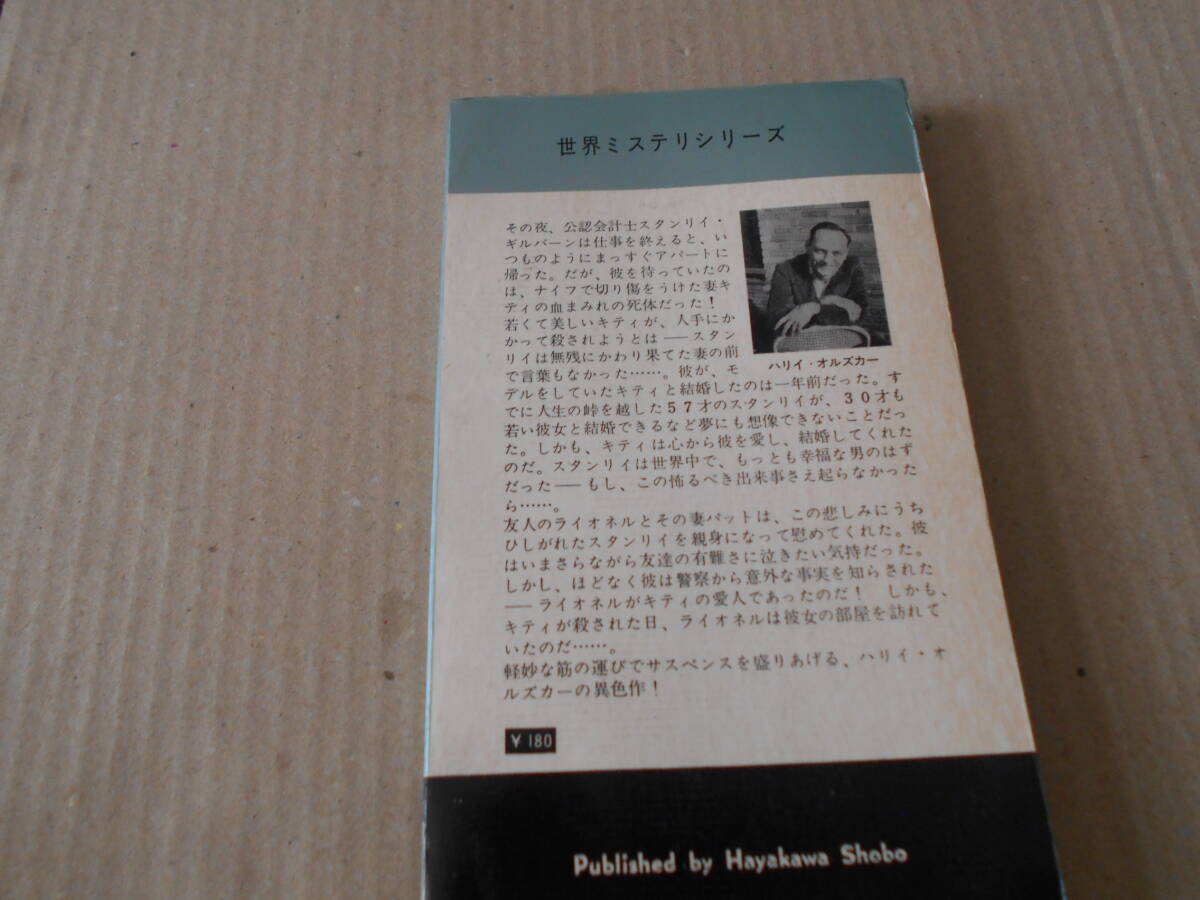 世界ミステリシリーズ
その夜、公認会計士スタンリイ・
ギルバーンは仕事を終えると、い
つものようにまっすぐアパートに
帰った。だが、彼を待っていたの
は、ナイフで切り傷をうけた妻キ
ティの血まみれの死体だった！
若くて美しいキティが、人手にか
かって殺されようとは――スタン
リイは無残にかわり果てた妻の前
で言葉もなかった……。彼が、モ
デルをしていたキティと結婚したのは一年前だった。す
でに人生の峠を越した57才のスタンリイが、30才も
若い彼女と結婚できるなど夢にも想像できないことだっ
た。しかも、キティは心から彼を愛し、結婚してくれた
のだ。スタンリイは世界中で、もっとも幸福な男のはず
だった――もし、この怖るべき出来事さえ起らなかった
ら……。
友人のライオネルとその妻パットは、この悲しみにうち
ひしがれたスタンリイを親身になって慰めてくれた。彼
はいまさらながら友達の有難さに泣きたい気持だった。
しかし、ほどなく彼は警察から意外な事実を知らされた
――ライオネルがキティの愛人であったのだ！　しかも、
キティが殺された日、ライオネルは彼女の部屋を訪れて
いたのだ……。
軽妙な筋の運びでサスペンスを盛りあげる、ハリイ・オ
ルズカーの異色作！
ハリイ・オルズカー
¥ 180
Published by Hayakawa Shobo